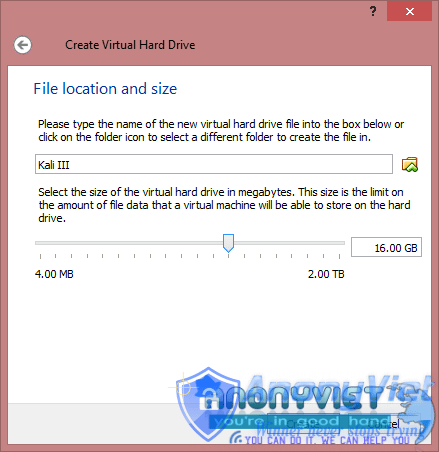 ?
Create Virtual Hard Drive
File location and size
Please type the name of the new virtual hard drive file into the box below or
click on the folder icon to select a different folder to create the file in.
Kali III
Select the size of the virtual hard drive in megabytes. This size is the limit on
the amount of file data that a virtual machine will be able to store on the hard
drive.
16.00 GB
4.00 MB 2.00 TB
AnonyViet
ANONYVIET
you're in good hand
YOU CAN DO IT, WE CAN HELP YOU